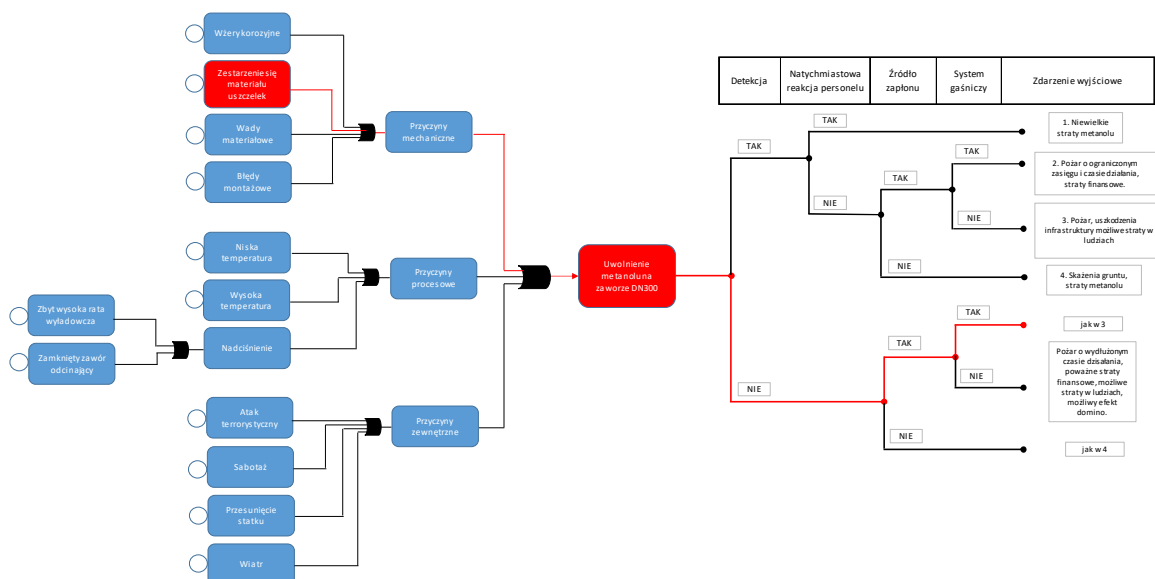 Wżery korozyjne
Zestarzenie się
materiału
uszczelek
Wady
materiałowe
Błędy
montażowe
Przyczyny
mechaniczne
Niska
temperatura
Wysoka
temperatura
Nadciśnienie
Zbyt wysoka rata
wyładowcza
Zamknięty zawór
odcinający
Przyczyny
procesowe
Atak
terrorystyczny
Sabotaż
Przesunięcie
statku
Wiatr
Przyczyny
zewnętrzne
Uwolnienie
metanolu na
zaworze DN300
Detekcja
Natychmiastowa
reakcja personelu
Źródło
zapłonu
System
gaśniczy
Zdarzenie wyjściowe
TAK
TAK
NIE
TAK
TAK
NIE
NIE
1. Niewielkie
straty metanolu
2. Pożar o ograniczonym
zasięgu i czasie działania,
straty finansowe.
3. Pożar, uszkodzenia
infrastruktury możliwe straty w
ludziach
4. Skażenia gruntu,
straty metanolu
NIE
TAK
TAK
NIE
NIE
jak w 3
Pożar o wydłużonym
czasie dzisałania,
poważne straty
finansowe, możliwe
straty w ludziach,
możliwy efekt
domino.
jak w 4